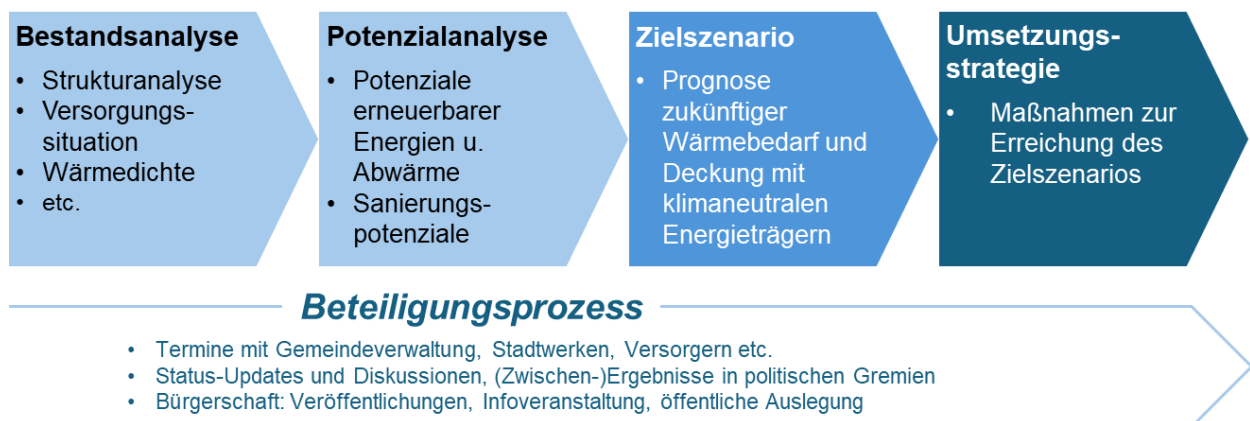 Bestandsanalyse
• Strukturanalyse
• Versorgungs-
situation
• Wärmedichte
• etc.
Potenzialanalyse
• Potenziale
erneuerbarer
Energien u.
Abwärme
• Sanierungs-
potenziale
Zielszenario
• Prognose
zukünftiger
Wärmebedarf und
Deckung mit
klimaneutralen
Energieträgern
Umsetzungs-
strategie
• Maßnahmen zur
Erreichung des
Zielszenarios
Beteiligungsprozess
• Termine mit Gemeindeverwaltung, Stadtwerken, Versorgern etc.
• Status-Updates und Diskussionen, (Zwischen-)Ergebnisse in politischen Gremien
• Bürgerschaft: Veröffentlichungen, Infoveranstaltung, öffentliche Auslegung